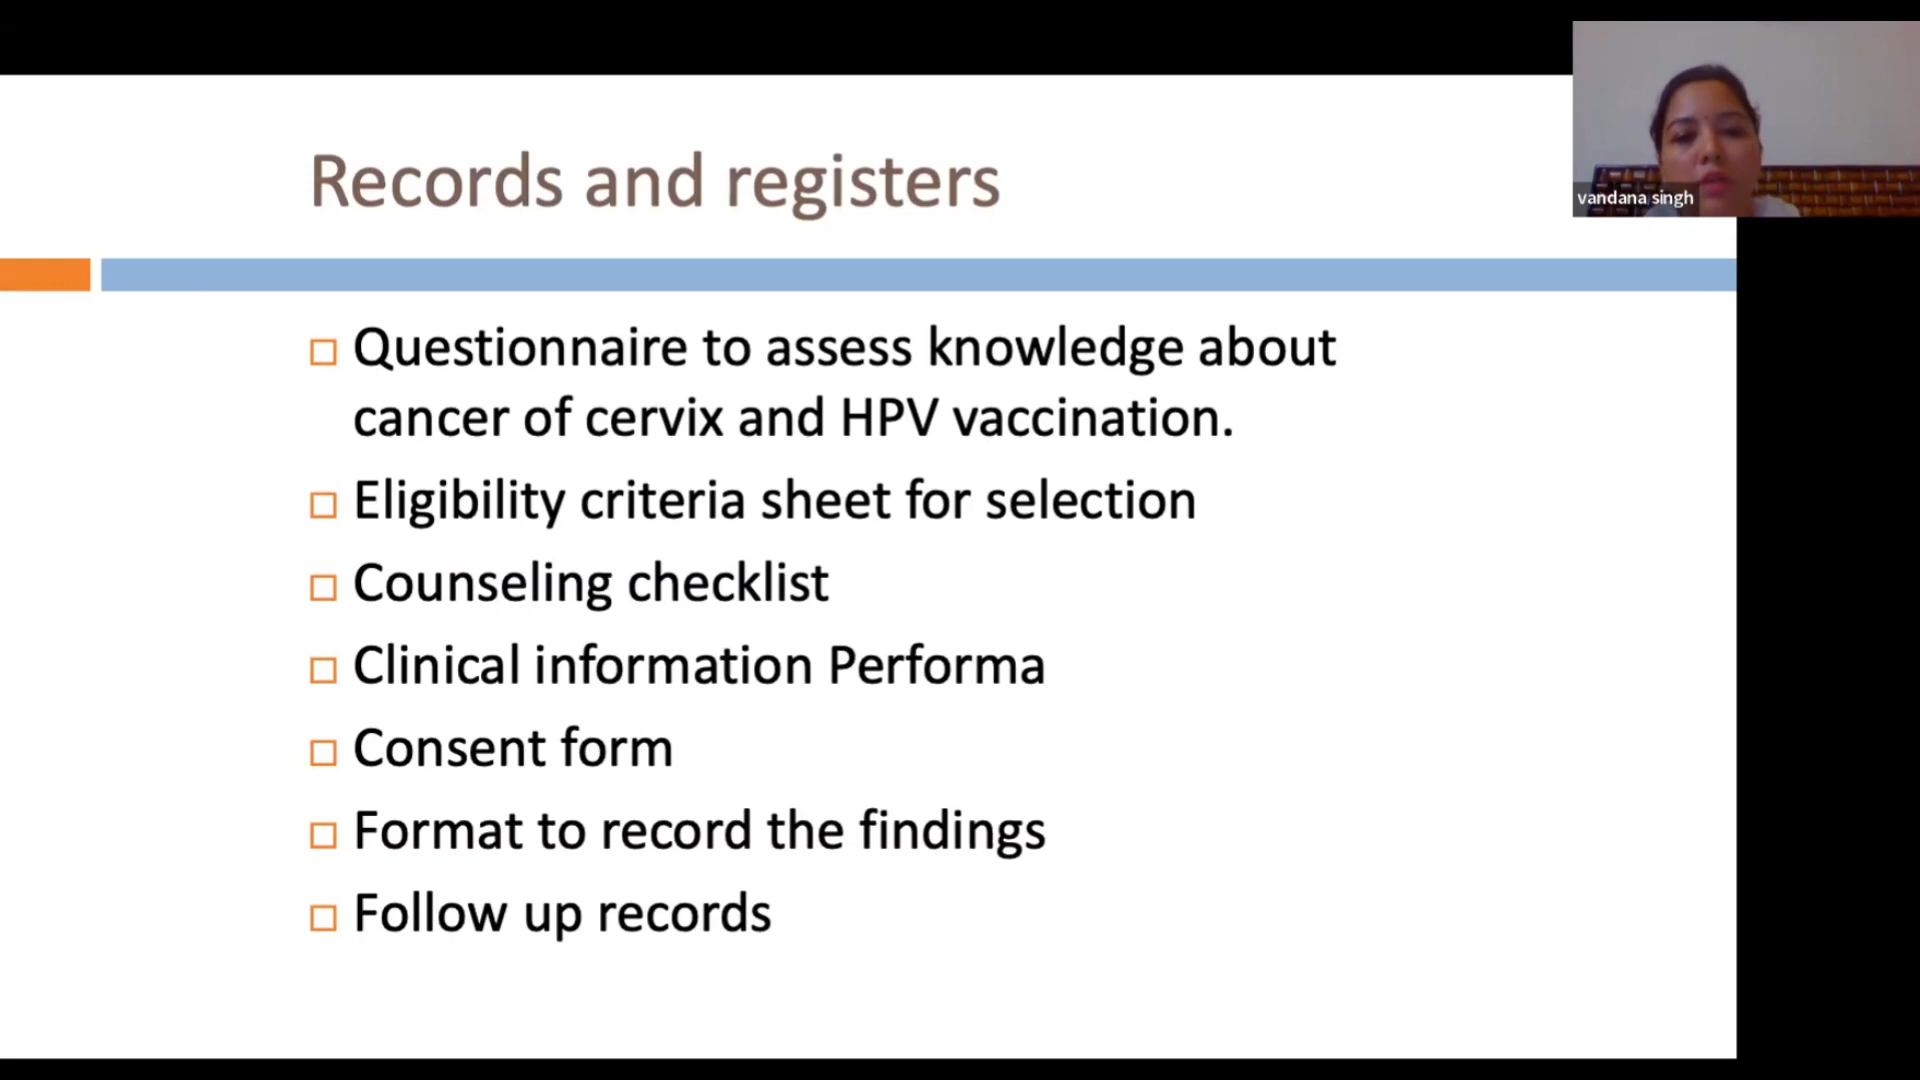 Records and registers
vandana singh
Questionnaire to assess knowledge about
cancer of cervix and HPV vaccination.
Eligibility criteria sheet for selection
Counseling checklist
Clinical information Performa
Consent form
Format to record the findings
Follow up records